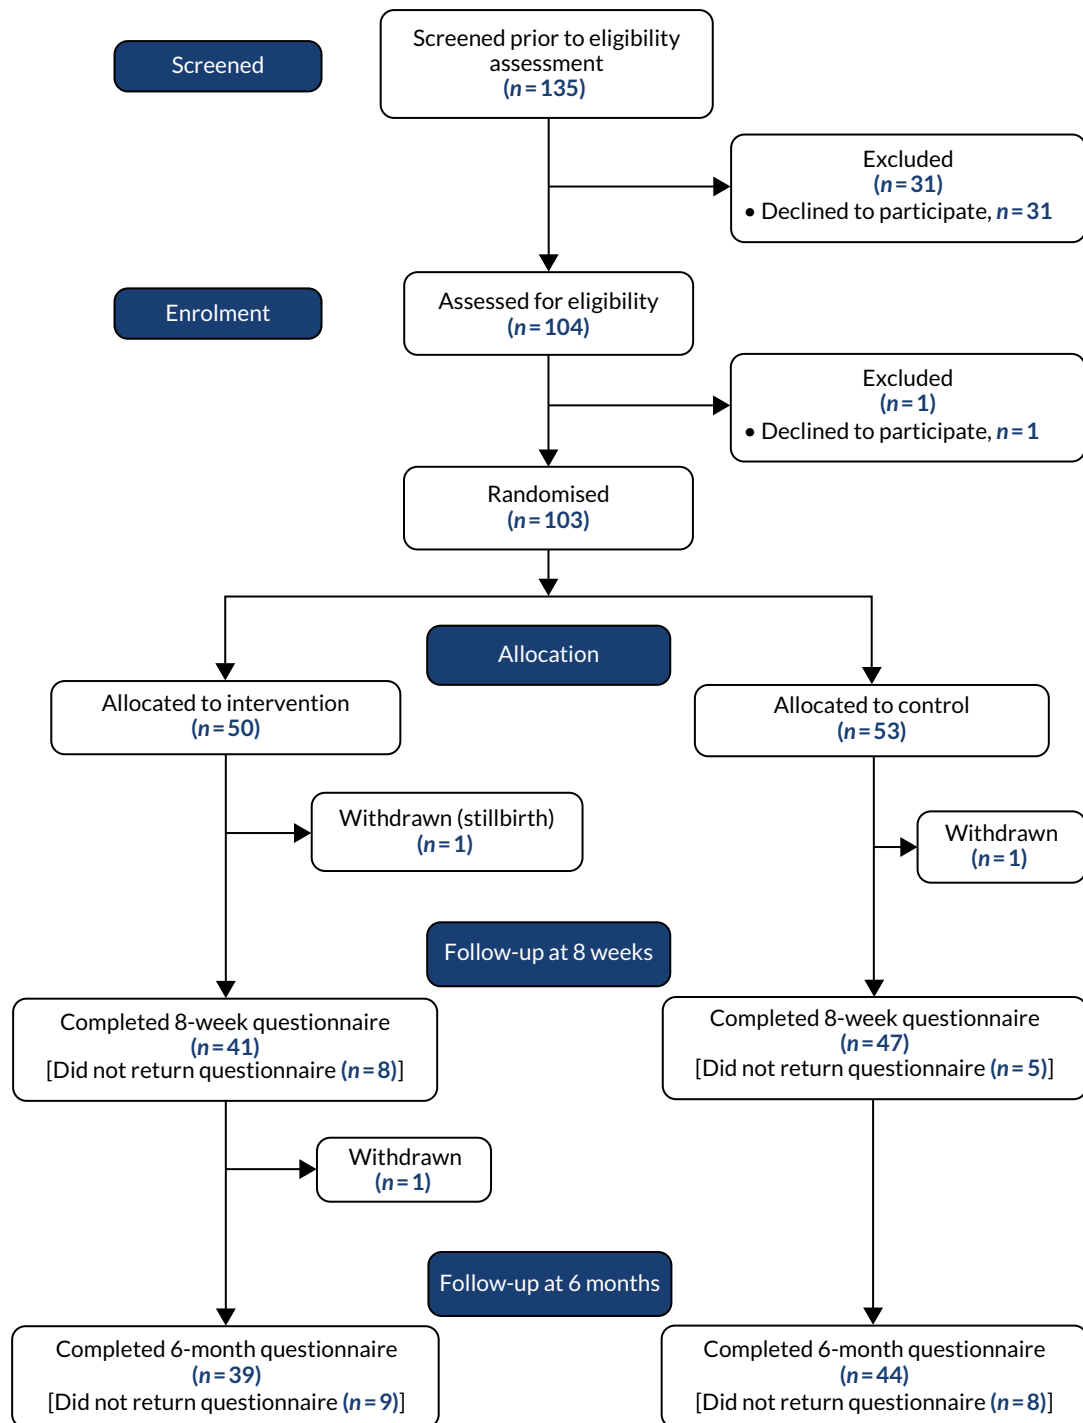 Screened
Screened prior to eligibility
assessment
(n = 135)
Excluded
(n = 31)
• Declined to participate, n = 31
Enrolment
Assessed for eligibility
(n = 104)
Excluded
(n = 1)
• Declined to participate, n = 1
Randomised
(n = 103)
Allocation
Allocated to intervention
(n = 50)
Allocated to control
(n = 53)
Withdrawn (stillbirth)
(n = 1)
Withdrawn
(n = 1)
Follow-up at 8 weeks
Completed 8-week questionnaire
(n = 41)
[Did not return questionnaire (n = 8)]
Completed 8-week questionnaire
(n = 47)
[Did not return questionnaire (n = 5)]
Withdrawn
(n = 1)
Follow-up at 6 months
Completed 6-month questionnaire
(n = 39)
[Did not return questionnaire (n = 9)]
Completed 6-month questionnaire
(n = 44)
[Did not return questionnaire (n = 8)]